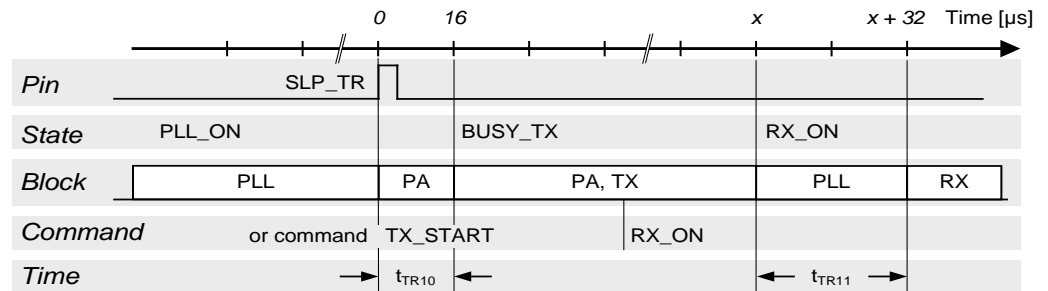 0 16 x x + 32 Time [µs]
Pin SLP_TR
State PLL_ON BUSY_TX RX_ON
Block PLL PA PA, TX PLL RX
Command or command TX_START RX_ON
Time tTR10 tTR11